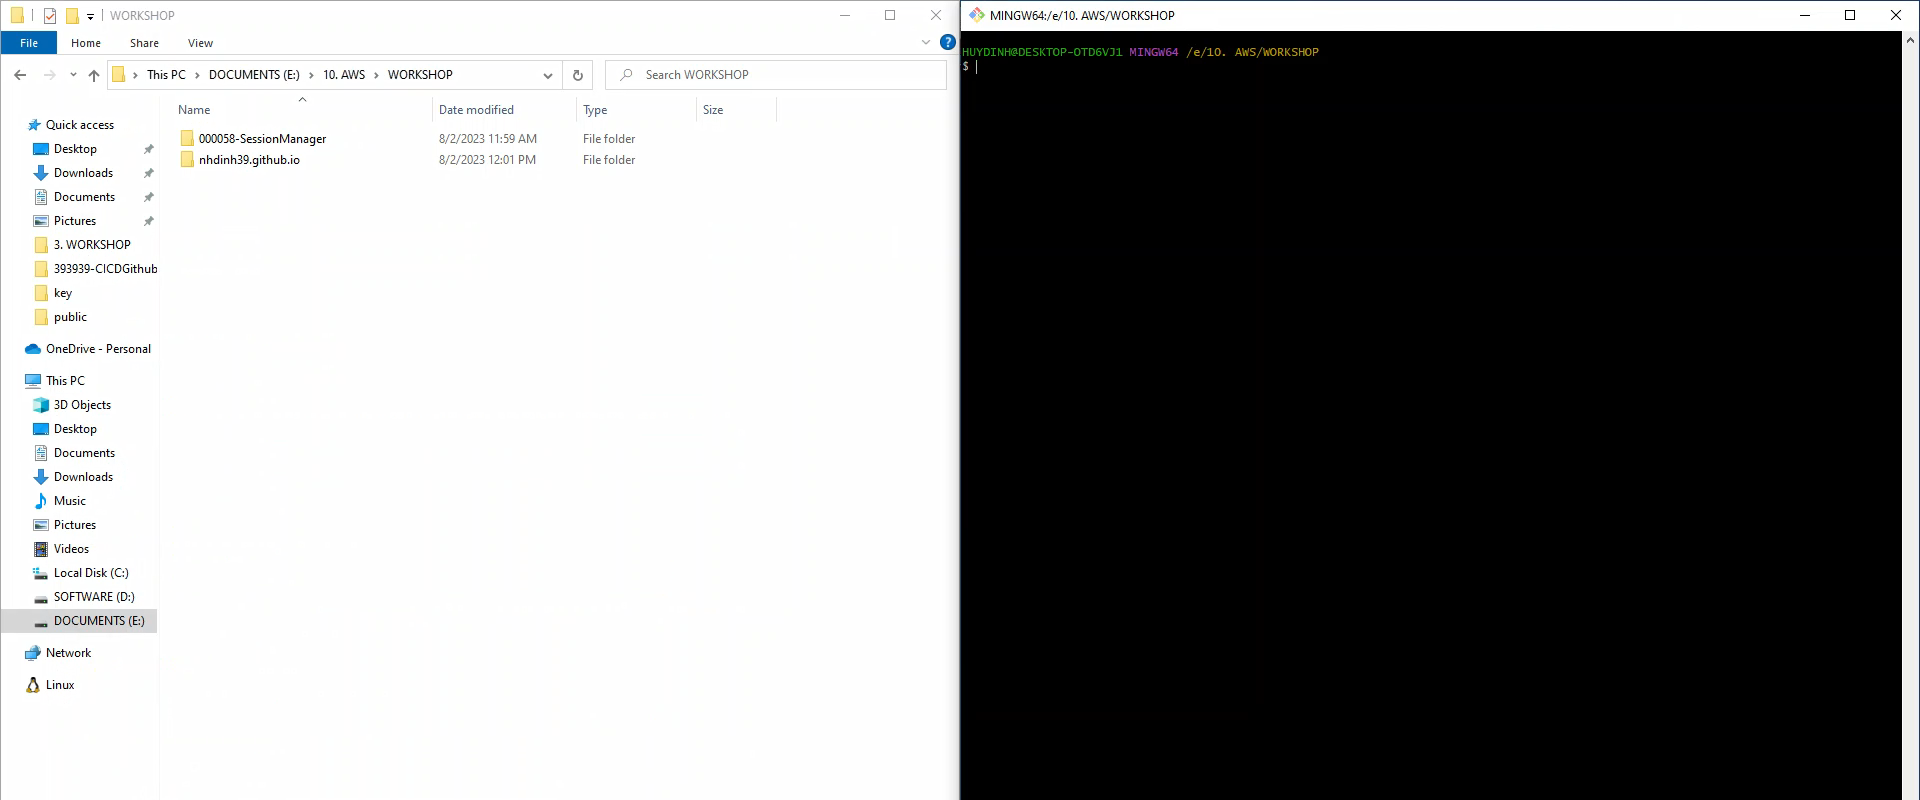 WORKSHOP
File Home Share View
This PC DOCUMENTS (E:) 10. AWS WORKSHOP
Search WORKSHOP
Name Date modified Type Size
000058-SessionManager 8/2/2023 11:59 AM File folder
nhdinh39.github.io 8/2/2023 12:01 PM File folder
Quick access
Desktop
Downloads
Documents
Pictures
3. WORKSHOP
393939-CICDGithub
key
public
OneDrive - Personal
This PC
3D Objects
Desktop
Documents
Downloads
Music
Pictures
Videos
Local Disk (C:)
SOFTWARE (D:)
DOCUMENTS (E:)
Network
Linux
MINGW64:/e/10. AWS/WORKSHOP
HUYDINH@DESKTOP-OTD6VJ1 MINGW64 /e/10. AWS/WORKSHOP
$